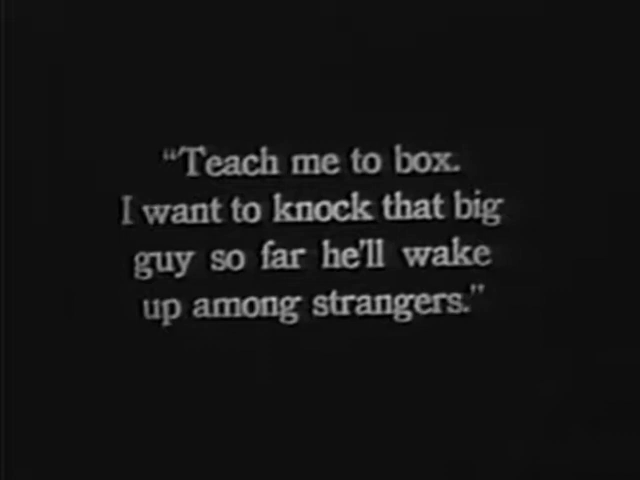 "Teach me to box.
I want to knock that big
guy so far he'll wake
up among strangers."